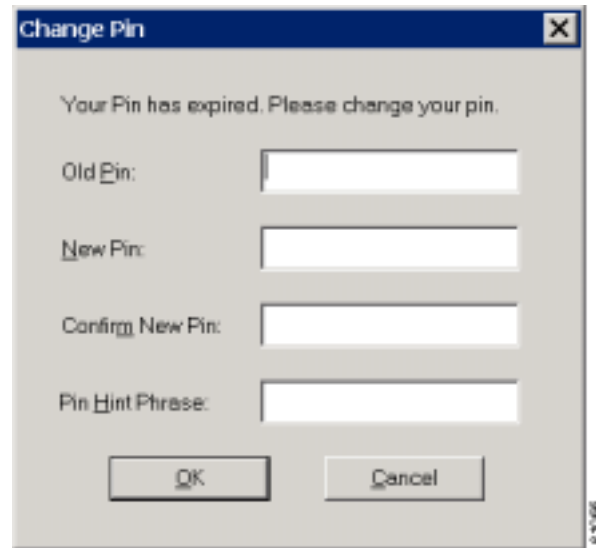 Change Pin
Your Pin has expired. Please change your pin.
Old Pin:
New Pin:
Confirm New Pin:
Pin Hint Phrase:
OK
Cancel